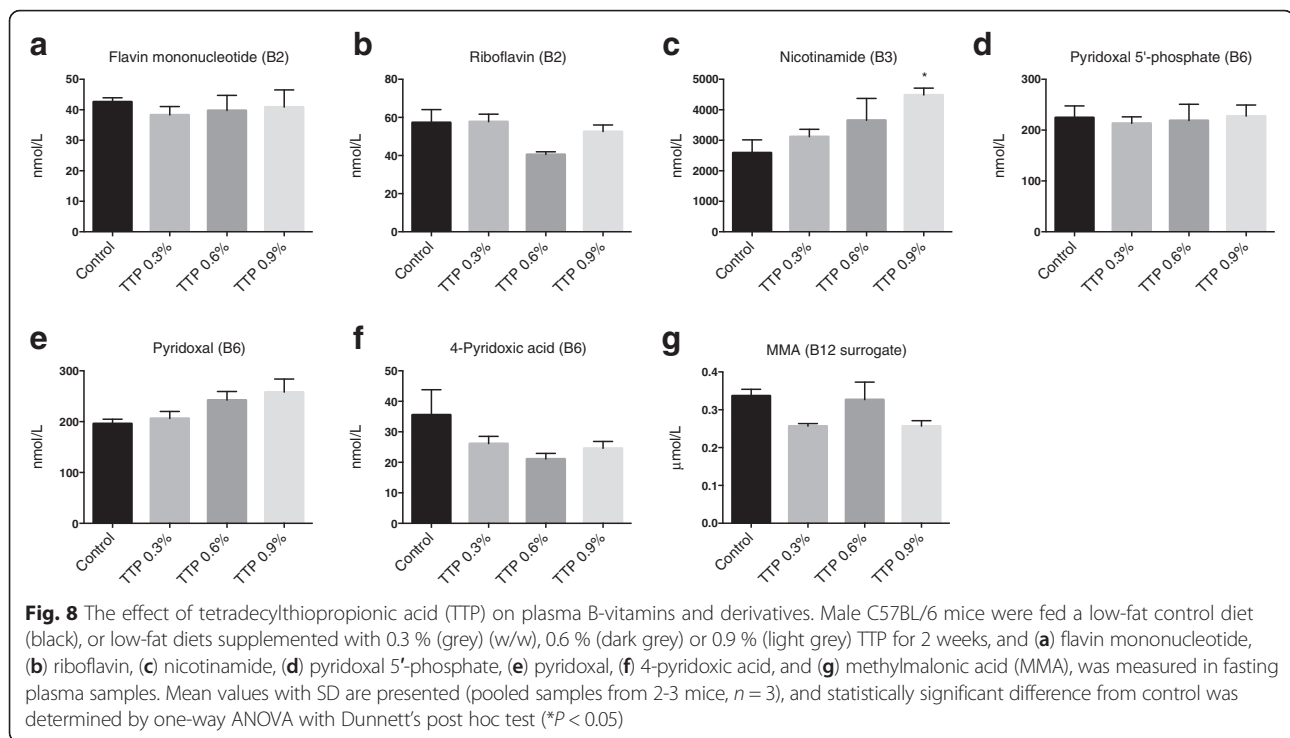 a
Flavin mononucleotide (B2)
nmol/L
50
40
30
20
10
0
Control
TTP 0.3%
TTP 0.6%
TTP 0.9%
b
Riboflavin (B2)
nmol/L
80
60
40
20
0
Control
TTP 0.3%
TTP 0.6%
TTP 0.9%
c
Nicotinamide (B3)
nmol/L
5000
4000
3000
2000
1000
0
*
Control
TTP 0.3%
TTP 0.6%
TTP 0.9%
d
Pyridoxal 5'-phosphate (B6)
nmol/L
300
200
100
0
Control
TTP 0.3%
TTP 0.6%
TTP 0.9%
e
Pyridoxal (B6)
nmol/L
300
200
100
0
Control
TTP 0.3%
TTP 0.6%
TTP 0.9%
f
4-Pyridoxic acid (B6)
nmol/L
50
40
30
20
10
0
Control
TTP 0.3%
TTP 0.6%
TTP 0.9%
g
MMA (B12 surrogate)
µmol/L
0.4
0.3
0.3
0.1
0.0
Control
TTP 0.3%
TTP 0.6%
TTP 0.9%
Fig. 8 The effect of tetradecylthiopropionic acid (TTP) on plasma B-vitamins and derivatives. Male C57BL/6 mice were fed a low-fat control diet
(black), or low-fat diets supplemented with 0.3 % (grey) (w/w), 0.6 % (dark grey) or 0.9 % (light grey) TTP for 2 weeks, and (a) flavin mononucleotide,
(b) riboflavin, (c) nicotinamide, (d) pyridoxal 5′-phosphate, (e) pyridoxal, (f) 4-pyridoxic acid, and (g) methylmalonic acid (MMA), was measured in fasting
plasma samples. Mean values with SD are presented (pooled samples from 2-3 mice, n = 3), and statistically significant difference from control was
determined by one-way ANOVA with Dunnett's post hoc test (*P < 0.05)